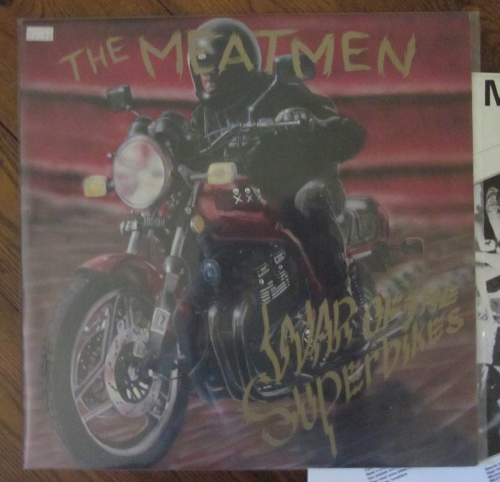 THE MEATMEN
WAR OF THE
SUPERBIKES
M